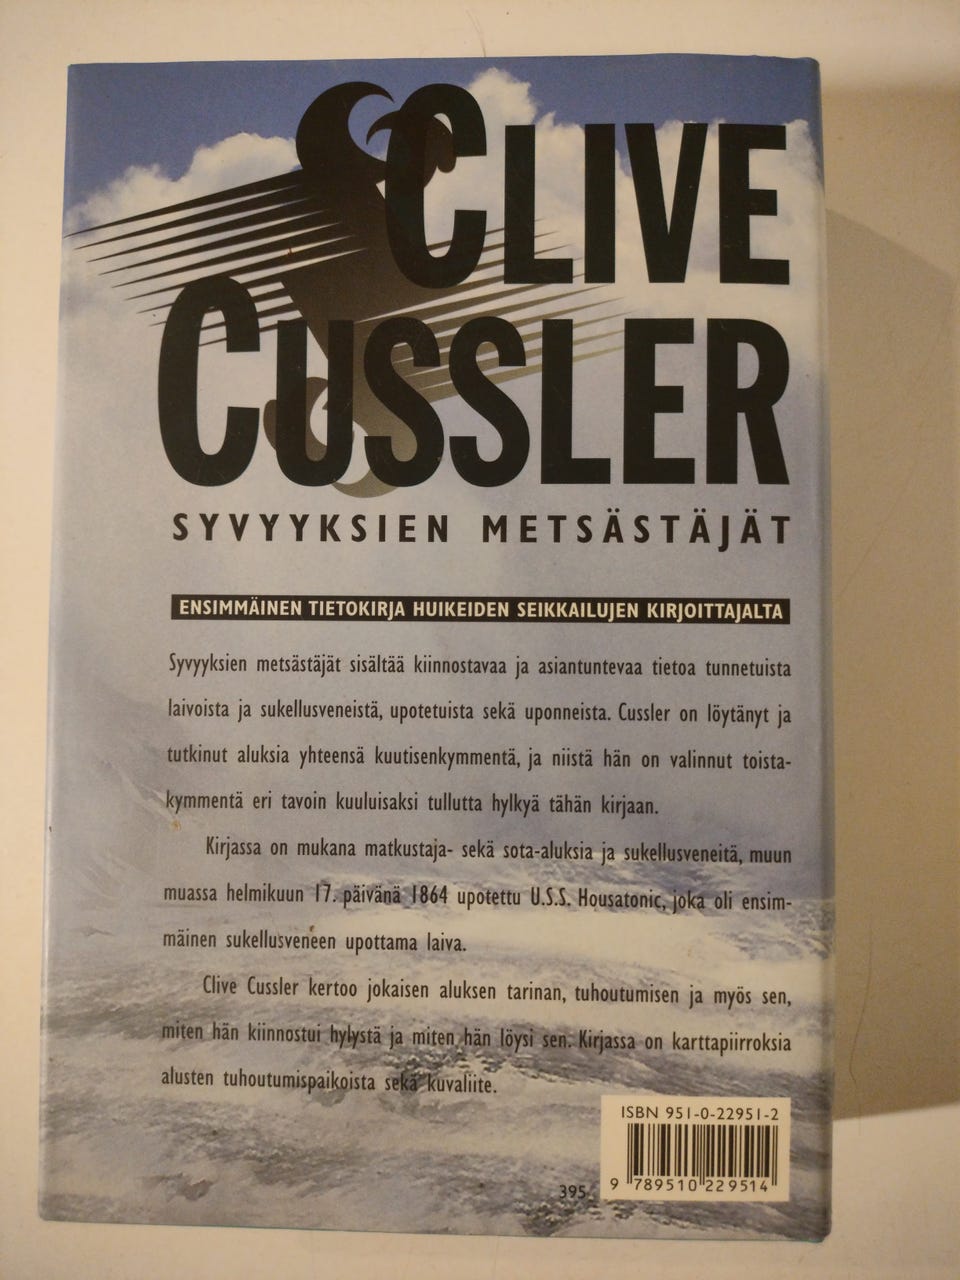 CLIVE
CUSSLER
SYVYYKSIEN METSÄSTÄJÄT
ENSIMMÄINEN TIETOKIRJA HUIKEIDEN SEIKKAILUJEN KIRJOITTAJALTA
Syvyyksien metsästäjät sisältää kiinnostavaa ja asiantuntevaa tietoa tunnetuista
laivoista ja sukellusveneistä, upotetuista sekä uponneista. Cussler on löytänyt ja
tutkinut aluksia yhteensä kuutisenkymmentä, ja niistä hän on valinnut toista-
kymmentä eri tavoin kuuluisaksi tullutta hylkyä tähän kirjaan.
Kirjassa on mukana matkustaja- sekä sota-aluksia ja sukellusveneitä, muun
muassa helmikuun 17. päivänä 1864 upotettu U.S.S. Housatonic, joka oli ensim-
mäinen sukellusveneen upottama laiva.
Clive Cussler kertoo jokaisen aluksen tarinan, tuhoutumisen ja myös sen,
miten hän kiinnostui hylystä ja miten hän löysi sen. Kirjassa on karttapiirroksia
alusten tuhoutumispaikoista sekä kuvaliite.
ISBN 951-0-22951-2
395
9 789510 229514